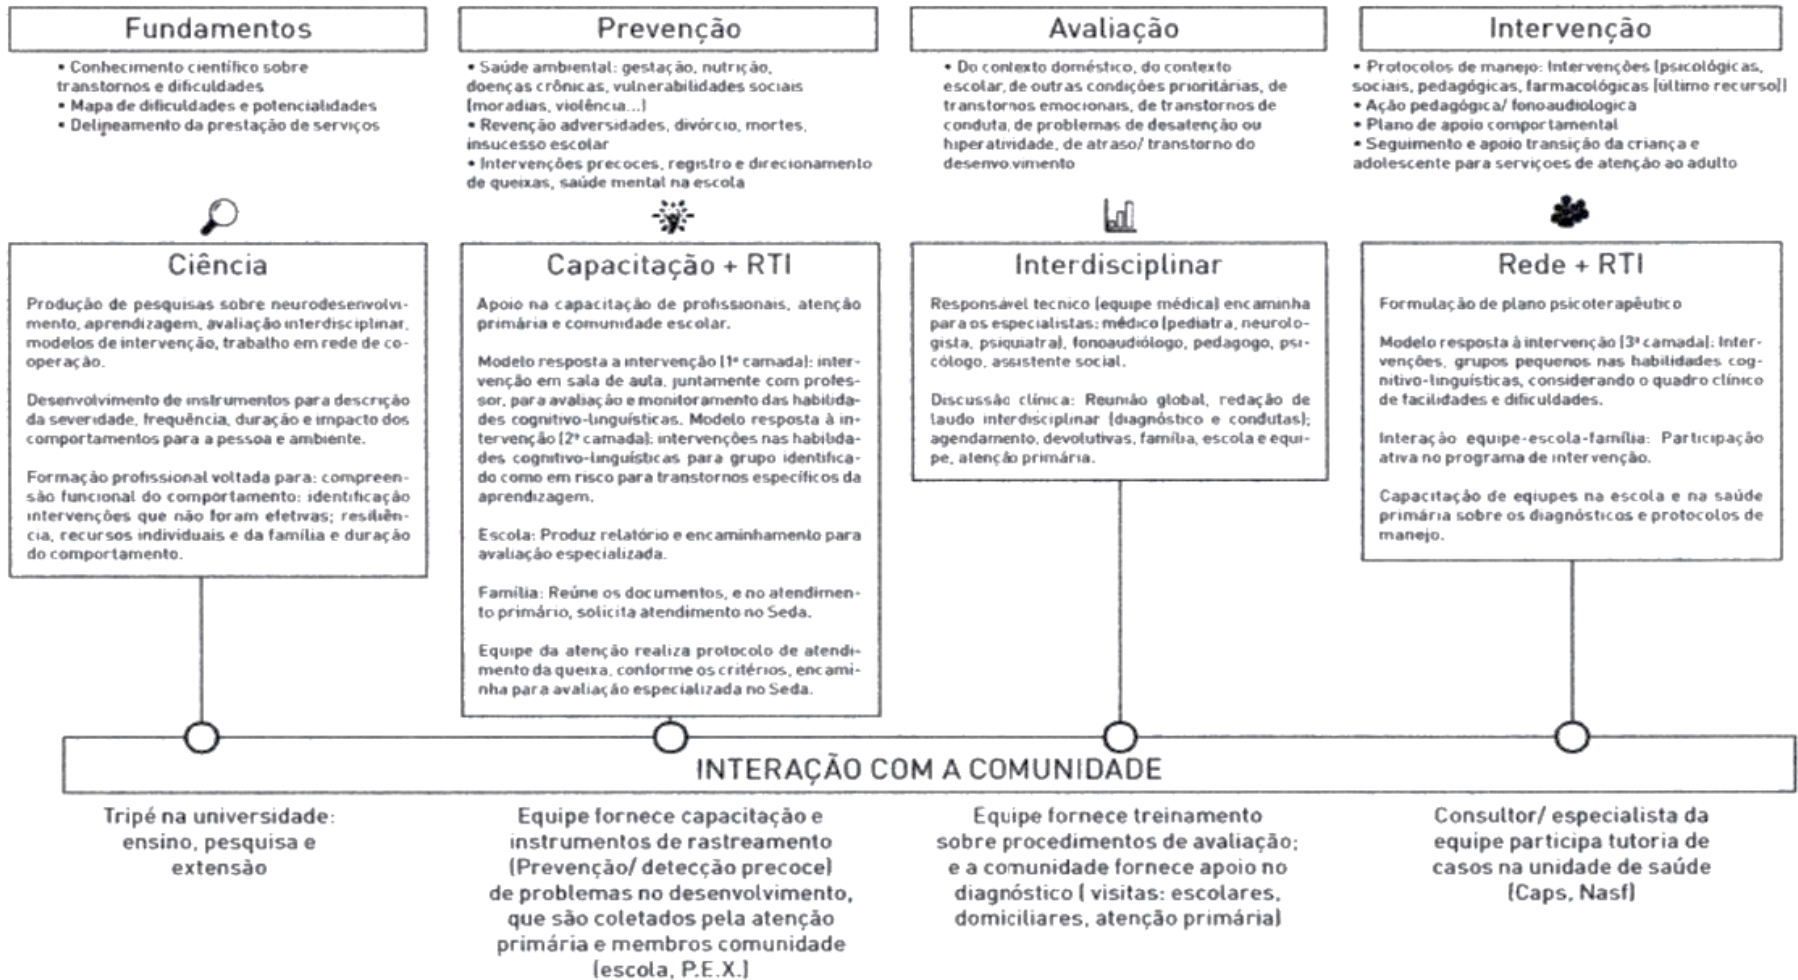 Fundamentos
• Conhecimento científico sobre
transtornos e dificuldades
• Mapa de dificuldades e potencialidades
• Delineamento da prestação de serviços
Ciência
Produção de pesquisas sobre neurodesenvolvi-
mento, aprendizagem, avaliação interdisciplinar,
modelos de intervenção, trabalho em rede de co-
operação.
Desenvolvimento de instrumentos para descrição
da severidade, frequência, duração e impacto dos
comportamentos para a pessoa e ambiente.
Formação profissional voltada para: compreen-
são funcional do comportamento: identificação
intervenções que não foram efetivas; resiliên-
cia, recursos individuais e da família e duração
do comportamento.
Prevenção
• Saúde ambiental: gestação, nutrição,
doenças crônicas, vulnerabilidades sociais
(moradias, violência...)
• Revenção adversidades, divórcio, mortes,
insucesso escolar
• Intervenções precoces, registro e direcionamento
de queixas, saúde mental na escola
Capacitação + RTI
Apoio na capacitação de profissionais, atenção
primária e comunidade escolar.
Modelo resposta a intervenção (1ª camada): inter-
venção em sala de aula, juntamente com profes-
sor, para avaliação e monitoramento das habilida-
des cognitivo-linguísticas. Modelo resposta à in-
tervenção (2ª camada): intervenções nas habilida-
des cognitivo-linguísticas para grupo identifica-
do como em risco para transtornos específicos da
aprendizagem.
Escola: Produz relatório e encaminhamento para
avaliação especializada.
Família: Reúne os documentos, e no atendimen-
to primário, solicita atendimento no Seda.
Equipe da atenção realiza protocolo de atendi-
mento da queixa, conforme os critérios, encami-
nha para avaliação especializada no Seda.
Avaliação
• Do contexto doméstico, do contexto
escolar, de outras condições prioritárias, de
transtornos emocionais, de transtornos de
conduta, de problemas de desatenção ou
hiperatividade, de atraso/ transtorno do
desenvo.vimento
Interdisciplinar
Responsável tecnico (equipe médica) encaminha
para os especialistas: médico (pediatra, neurolo-
gista, psiquiatra), fonoaudiólogo, pedagogo, psi-
cólogo, assistente social.
Discussão clínica: Reunião global, redação de
laudo interdisciplinar (diagnóstico e condutas);
agendamento, devolutivas, família, escola e equi-
pe, atenção primária.
Intervenção
• Protocolos de manejo: Intervenções (psicológicas,
sociais, pedagógicas, farmacológicas (último recurso))
• Ação pedagógica/ fonoaudiologica
• Plano de apoio comportamental
• Seguimento e apoio transição da criança e
adolescente para serviçoes de atenção ao adulto
Rede + RTI
Formulação de plano psicoterapêutico
Modelo resposta à intervenção (3ª camada): Inter-
venções, grupos pequenos nas habilidades cog-
nitivo-linguísticas, considerando o quadro clínico
de facilidades e dificuldades.
Interação equipe-escola-família: Participação
ativa no programa de intervenção.
Capacitação de eqiupes na escola e na saúde
primária sobre os diagnósticos e protocolos de
manejo.
INTERAÇÃO COM A COMUNIDADE
Tripé na universidade:
ensino, pesquisa e
extensão
Equipe fornece capacitação e
instrumentos de rastreamento
(Prevenção/ detecção precoce)
de problemas no desenvolvimento,
que são coletados pela atenção
primária e membros comunidade
(escola, P.E.X.)
Equipe fornece treinamento
sobre procedimentos de avaliação;
e a comunidade fornece apoio no
diagnóstico ( visitas: escolares,
domiciliares, atenção primária)
Consultor/ especialista da
equipe participa tutoria de
casos na unidade de saúde
(Caps, Nasf)